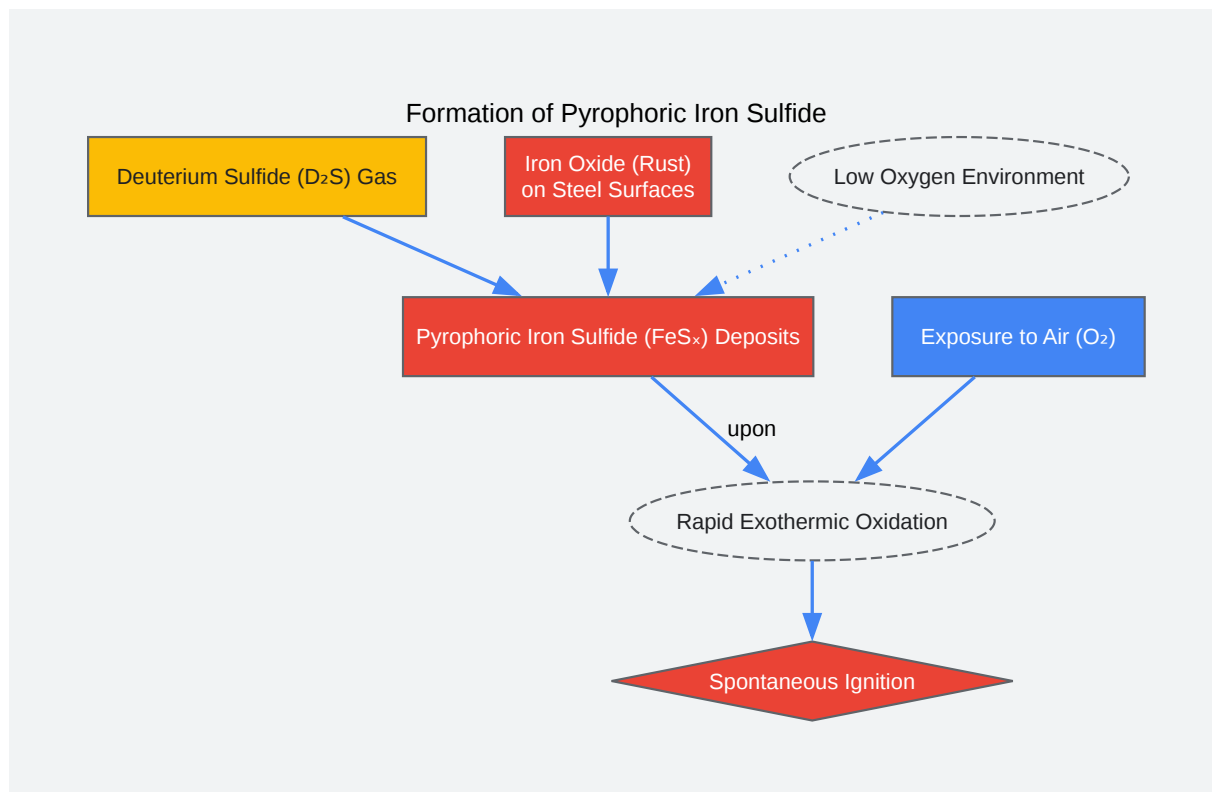 Formation of Pyrophoric Iron Sulfide
Deuterium Sulfide (D₂S) Gas
Iron Oxide (Rust)
on Steel Surfaces
Low Oxygen Environment
Pyrophoric Iron Sulfide (FeSₓ) Deposits
Exposure to Air (O₂)
upon
Rapid Exothermic Oxidation
Spontaneous Ignition